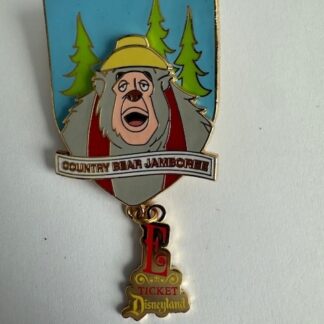 COUNTRY BEAR JAMBOREE
E
TICKET
Disneyland